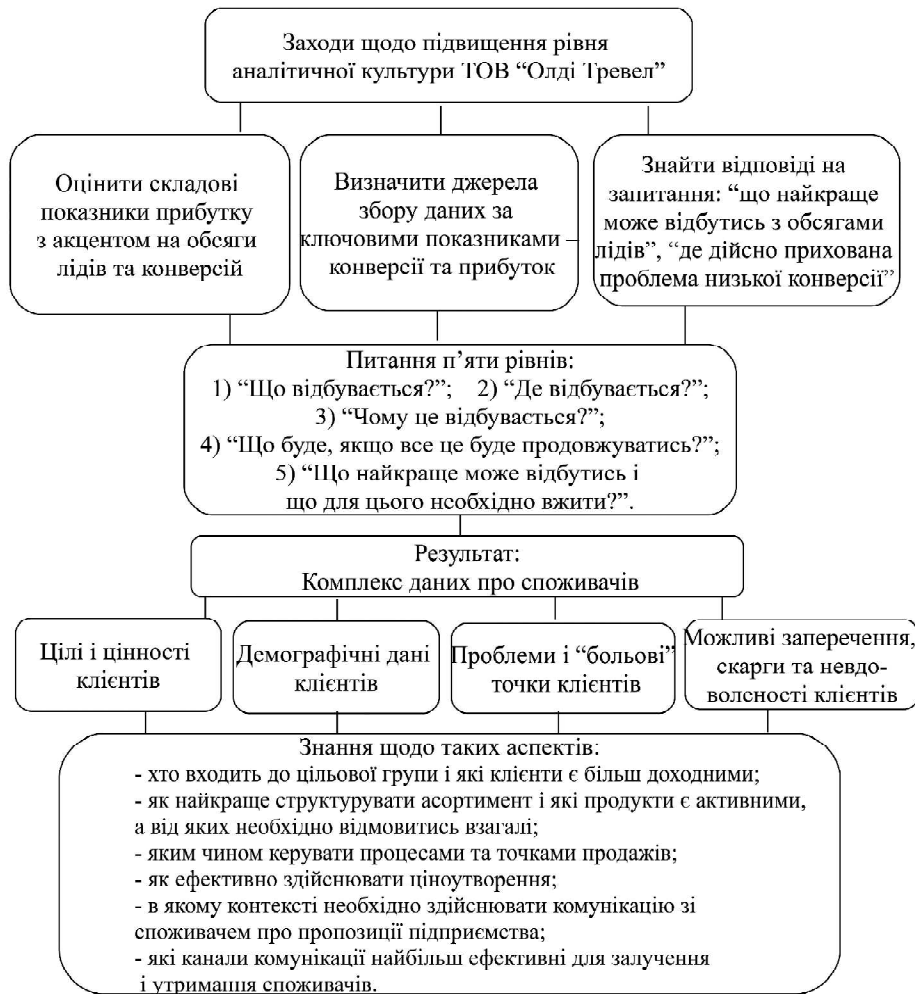 Заходи щодо підвищення рівня
аналітичної культури ТОВ “Олді Тревел”
Оцінити складові
показники прибутку
з акцентом на обсяги
лідів та конверсій
Визначити джерела
збору даних за
ключовими показниками –
конверсії та прибуток
Знайти відповіді на
запитання: “що найкраще
може відбутись з обсягами
лідів”, “де дійсно прихована
проблема низької конверсії”
Питання п’яти рівнів:
1) “Що відбувається?”; 2) “Де відбувається?”;
3) “Чому це відбувається?”;
4) “Що буде, якщо все це буде продовжуватись?”;
5) “Що найкраще може відбутись і
що для цього необхідно вжити?”.
Результат:
Комплекс даних про споживачів
Цілі і цінності
клієнтів
Демографічні дані
клієнтів
Проблеми і “больові”
точки клієнтів
Можливі заперечення,
скарги та невдо-
воленості клієнтів
Знання щодо таких аспектів:
- хто входить до цільової групи і які клієнти є більш доходними;
- як найкраще структурувати асортимент і які продукти є активними,
а від яких необхідно відмовитись взагалі;
- яким чином керувати процесами та точками продажів;
- як ефективно здійснювати ціноутворення;
- в якому контексті необхідно здійснювати комунікацію зі
споживачем про пропозиції підприємства;
- які канали комунікації найбільш ефективні для залучення
і утримання споживачів.